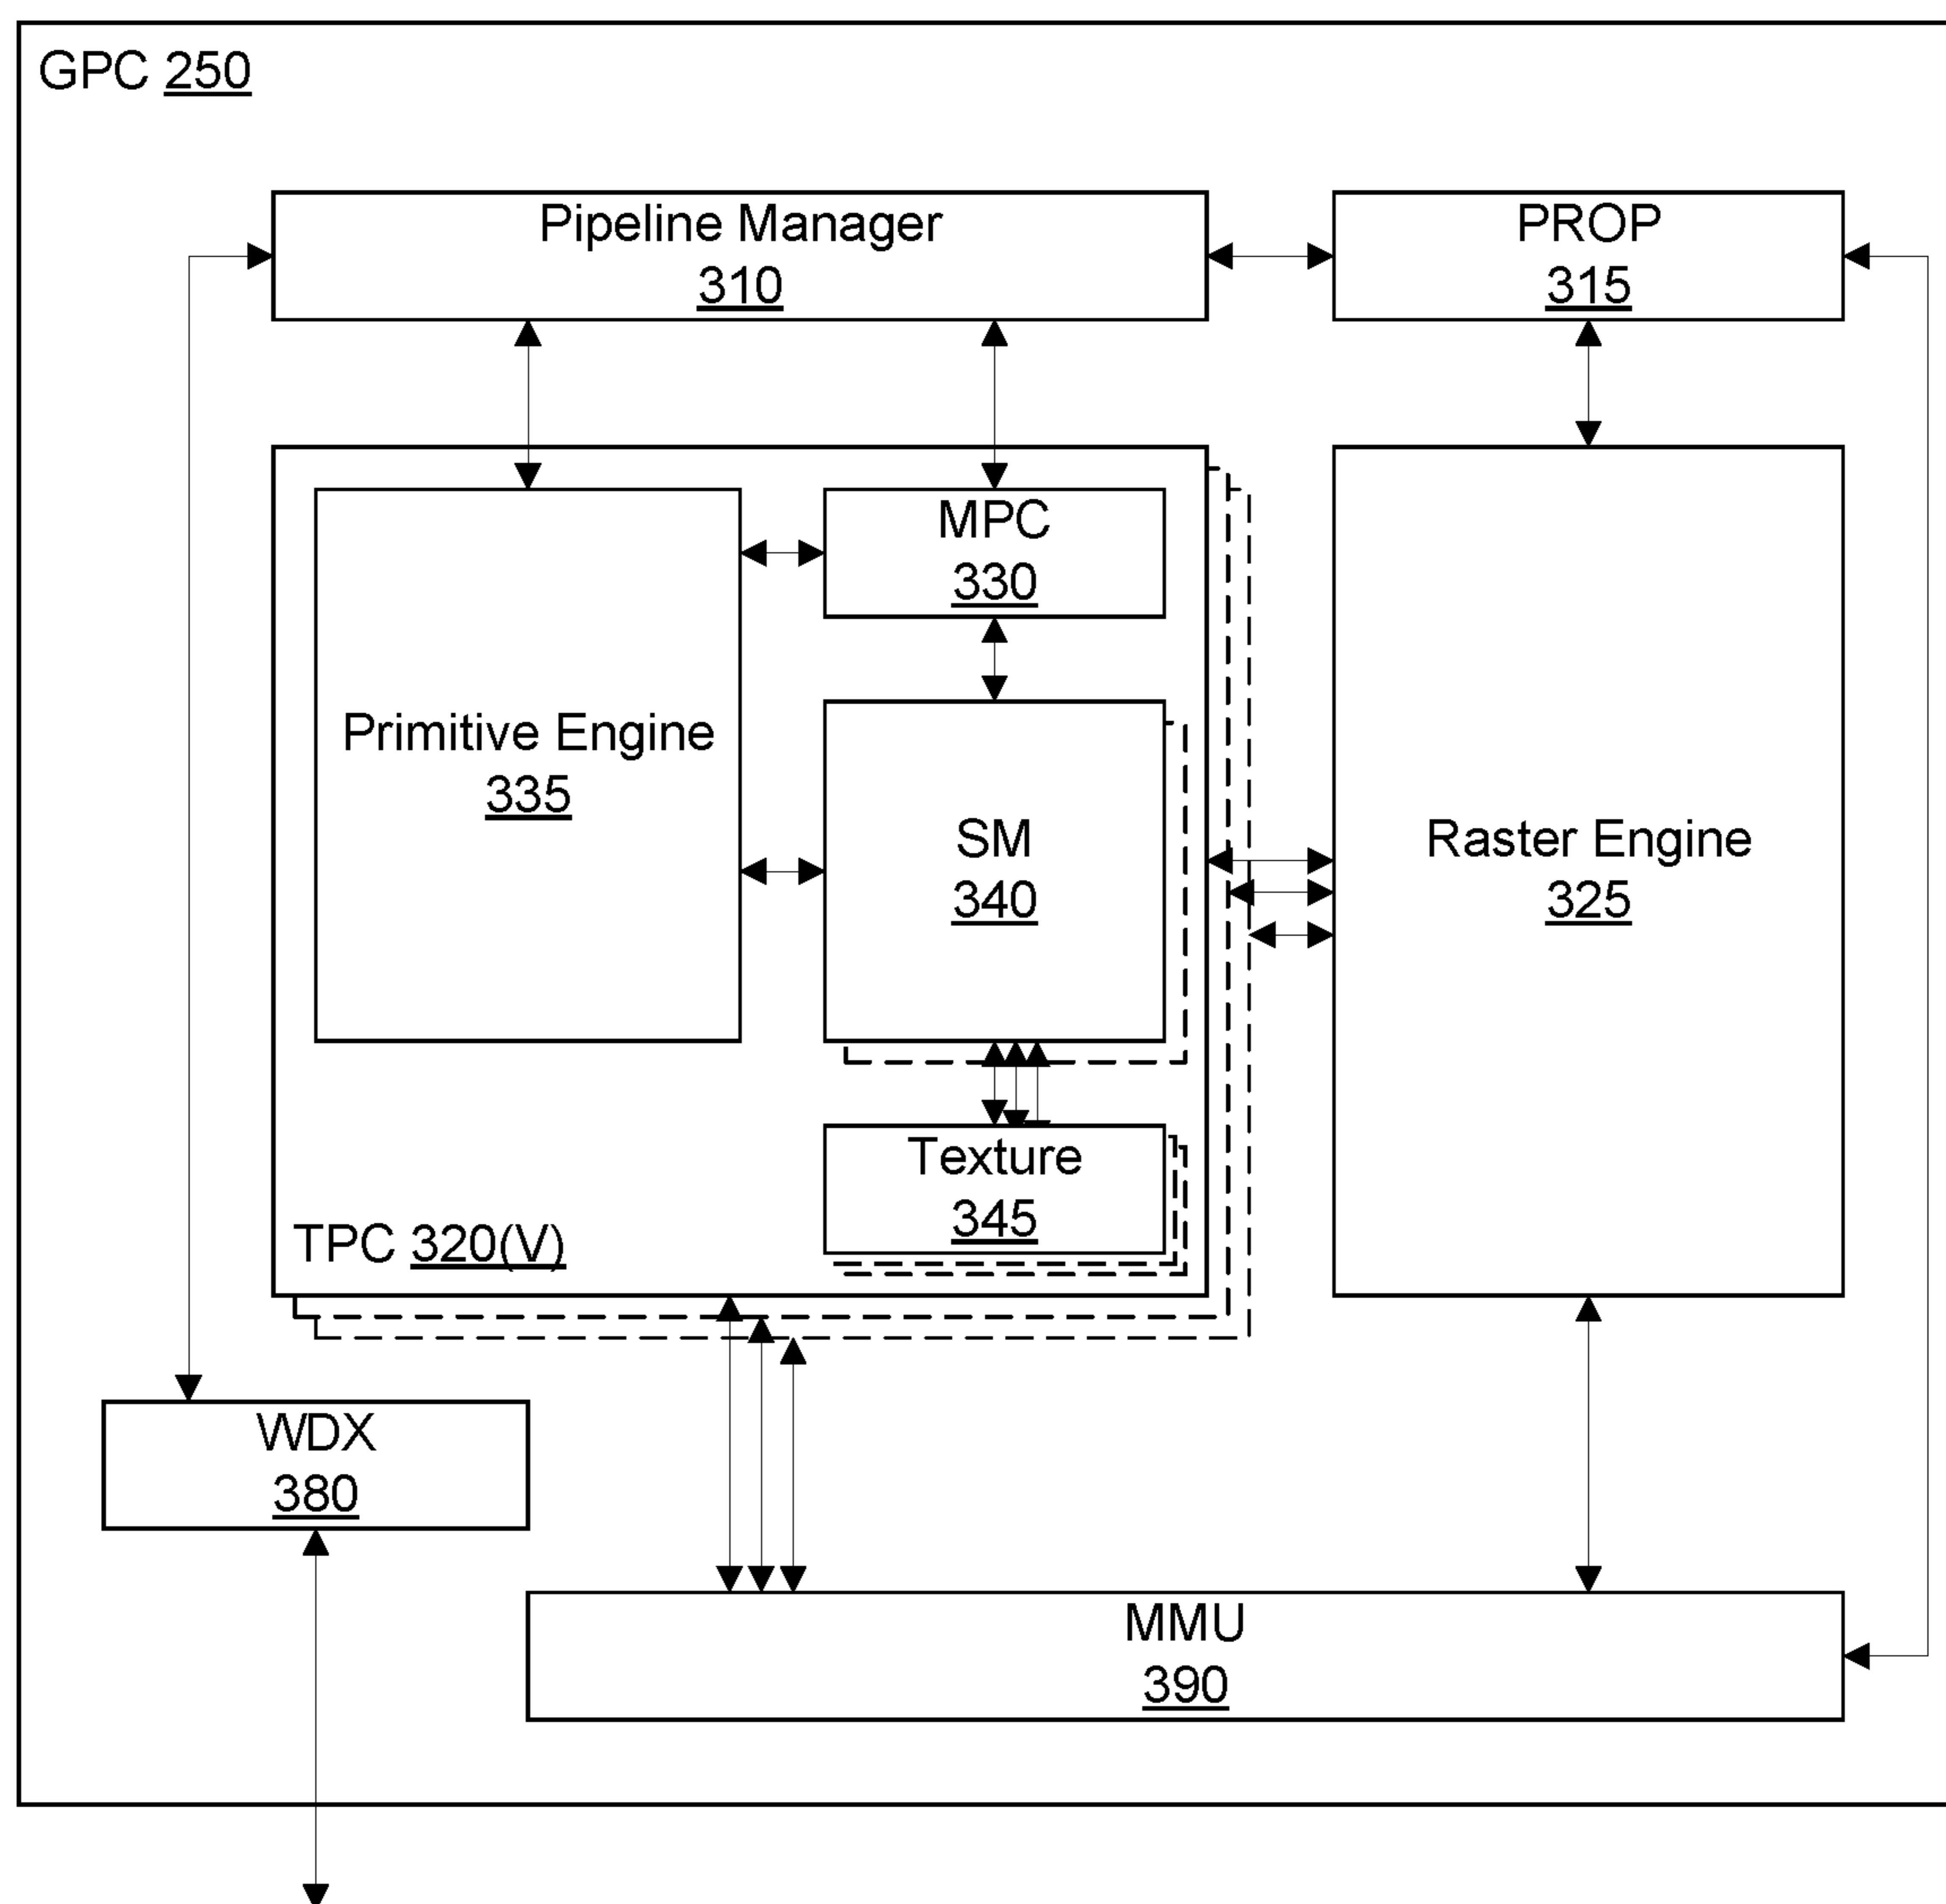 GPC 250
Pipeline Manager
310
PROP
315
MPC
330
Primitive Engine
335
SM
340
Raster Engine
325
Texture
345
TPC 320(V)
WDX
380
MMU
390